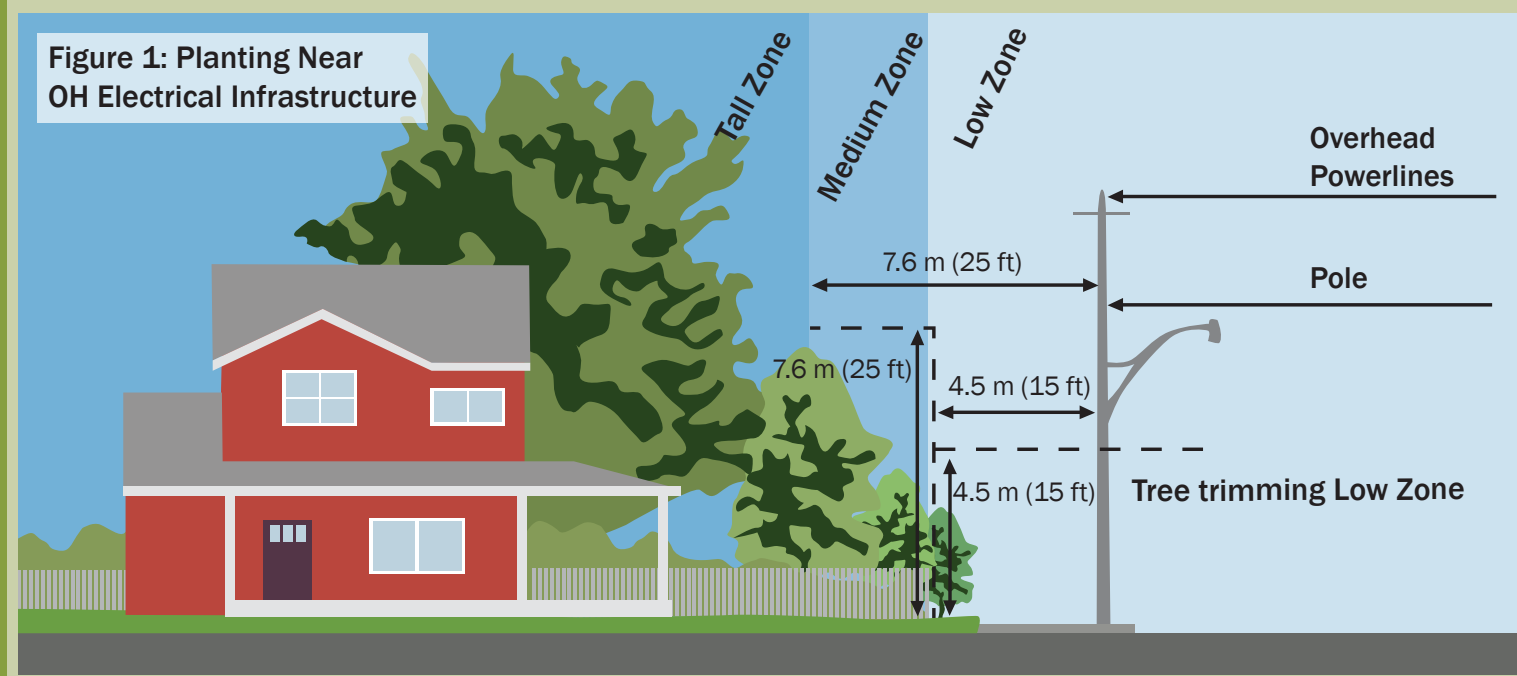 Figure 1: Planting Near
OH Electrical Infrastructure
Tall Zone
Medium Zone
Low Zone
Overhead
Powerlines
7.6 m (25 ft)
Pole
7.6 m (25 ft)
4.5 m (15 ft)
4.5 m (15 ft)
Tree trimming Low Zone